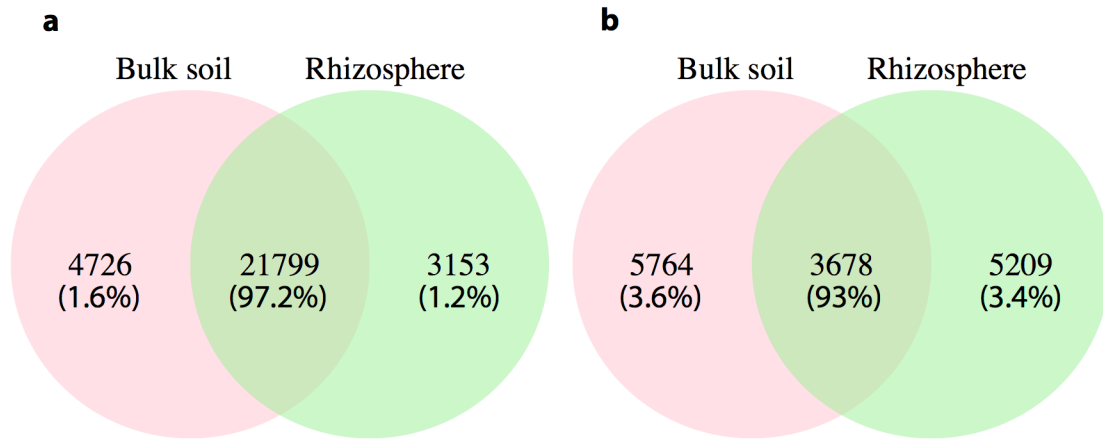 a
Bulk soil Rhizosphere
4726 21799 3153
(1.6%) (97.2%) (1.2%)
b
Bulk soil Rhizosphere
5764 3678 5209
(3.6%) (93%) (3.4%)